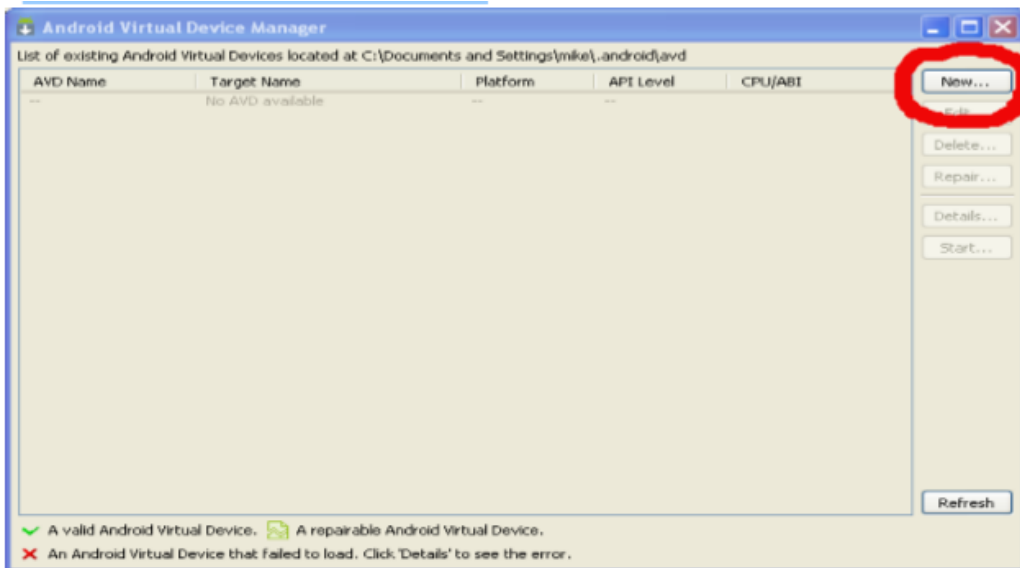 Android Virtual Device Manager
List of existing Android Virtual Devices located at C:\Documents and Settings\mike\.android\avd
AVD Name Target Name Platform API Level CPU/ABI
-- No AVD available -- --
New...
Edit...
Delete...
Repair...
Details...
Start...
Refresh
A valid Android Virtual Device. A repairable Android Virtual Device.
An Android Virtual Device that failed to load. Click 'Details' to see the error.